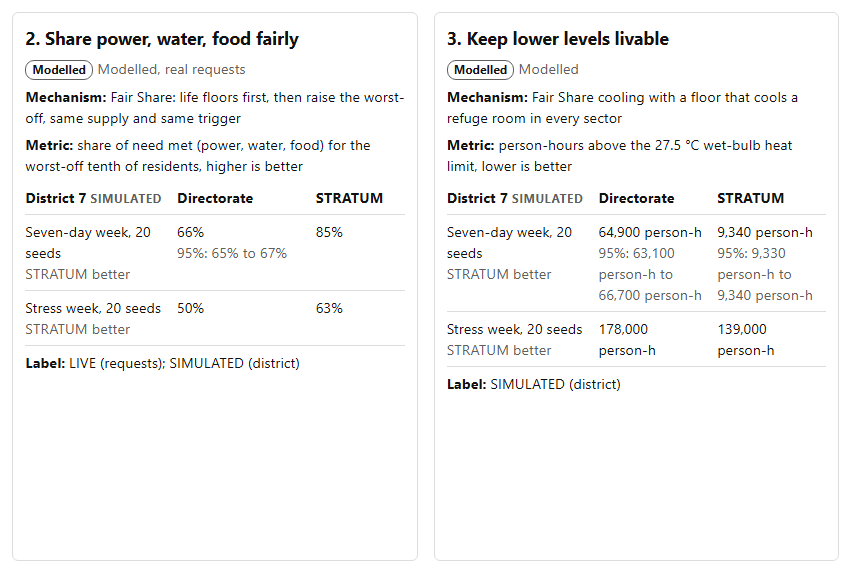 2. Share power, water, food fairly
Modelled Modelled, real requests
Mechanism: Fair Share: life floors first, then raise the worst-
off, same supply and same trigger
Metric: share of need met (power, water, food) for the
worst-off tenth of residents, higher is better
District 7 SIMULATED Directorate STRATUM
Seven-day week, 20 66% 85%
seeds 95%: 65% to 67%
STRATUM better
Stress week, 20 seeds 50% 63%
STRATUM better
Label: LIVE (requests); SIMULATED (district)
3. Keep lower levels livable
Modelled Modelled
Mechanism: Fair Share cooling with a floor that cools a
refuge room in every sector
Metric: person-hours above the 27.5 °C wet-bulb heat
limit, lower is better
District 7 SIMULATED Directorate STRATUM
Seven-day week, 20 64,900 person-h 9,340 person-h
seeds 95%: 63,100 95%: 9,330
STRATUM better person-h to person-h to
66,700 person-h 9,340 person-h
Stress week, 20 seeds 178,000 139,000
STRATUM better person-h person-h
Label: SIMULATED (district)